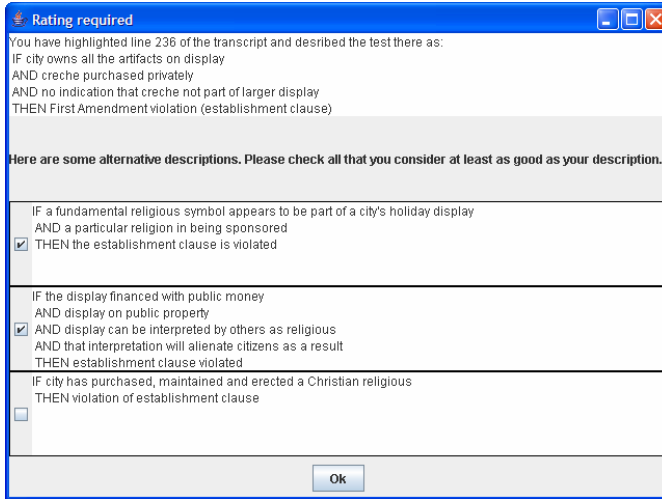 Rating required
You have highlighted line 236 of the transcript and desribed the test there as:
IF city owns all the artifacts on display
AND creche purchased privately
AND no indication that creche not part of larger display
THEN First Amendment violation (establishment clause)
Here are some alternative descriptions. Please check all that you consider at least as good as your description.
IF a fundamental religious symbol appears to be part of a city's holiday display
AND a particular religion in being sponsored
THEN the establishment clause is violated
IF the display financed with public money
AND display on public property
AND display can be interpreted by others as religious
AND that interpretation will alienate citizens as a result
THEN establishment clause violated
IF city has purchased, maintained and erected a Christian religious
THEN violation of establishment clause
Ok